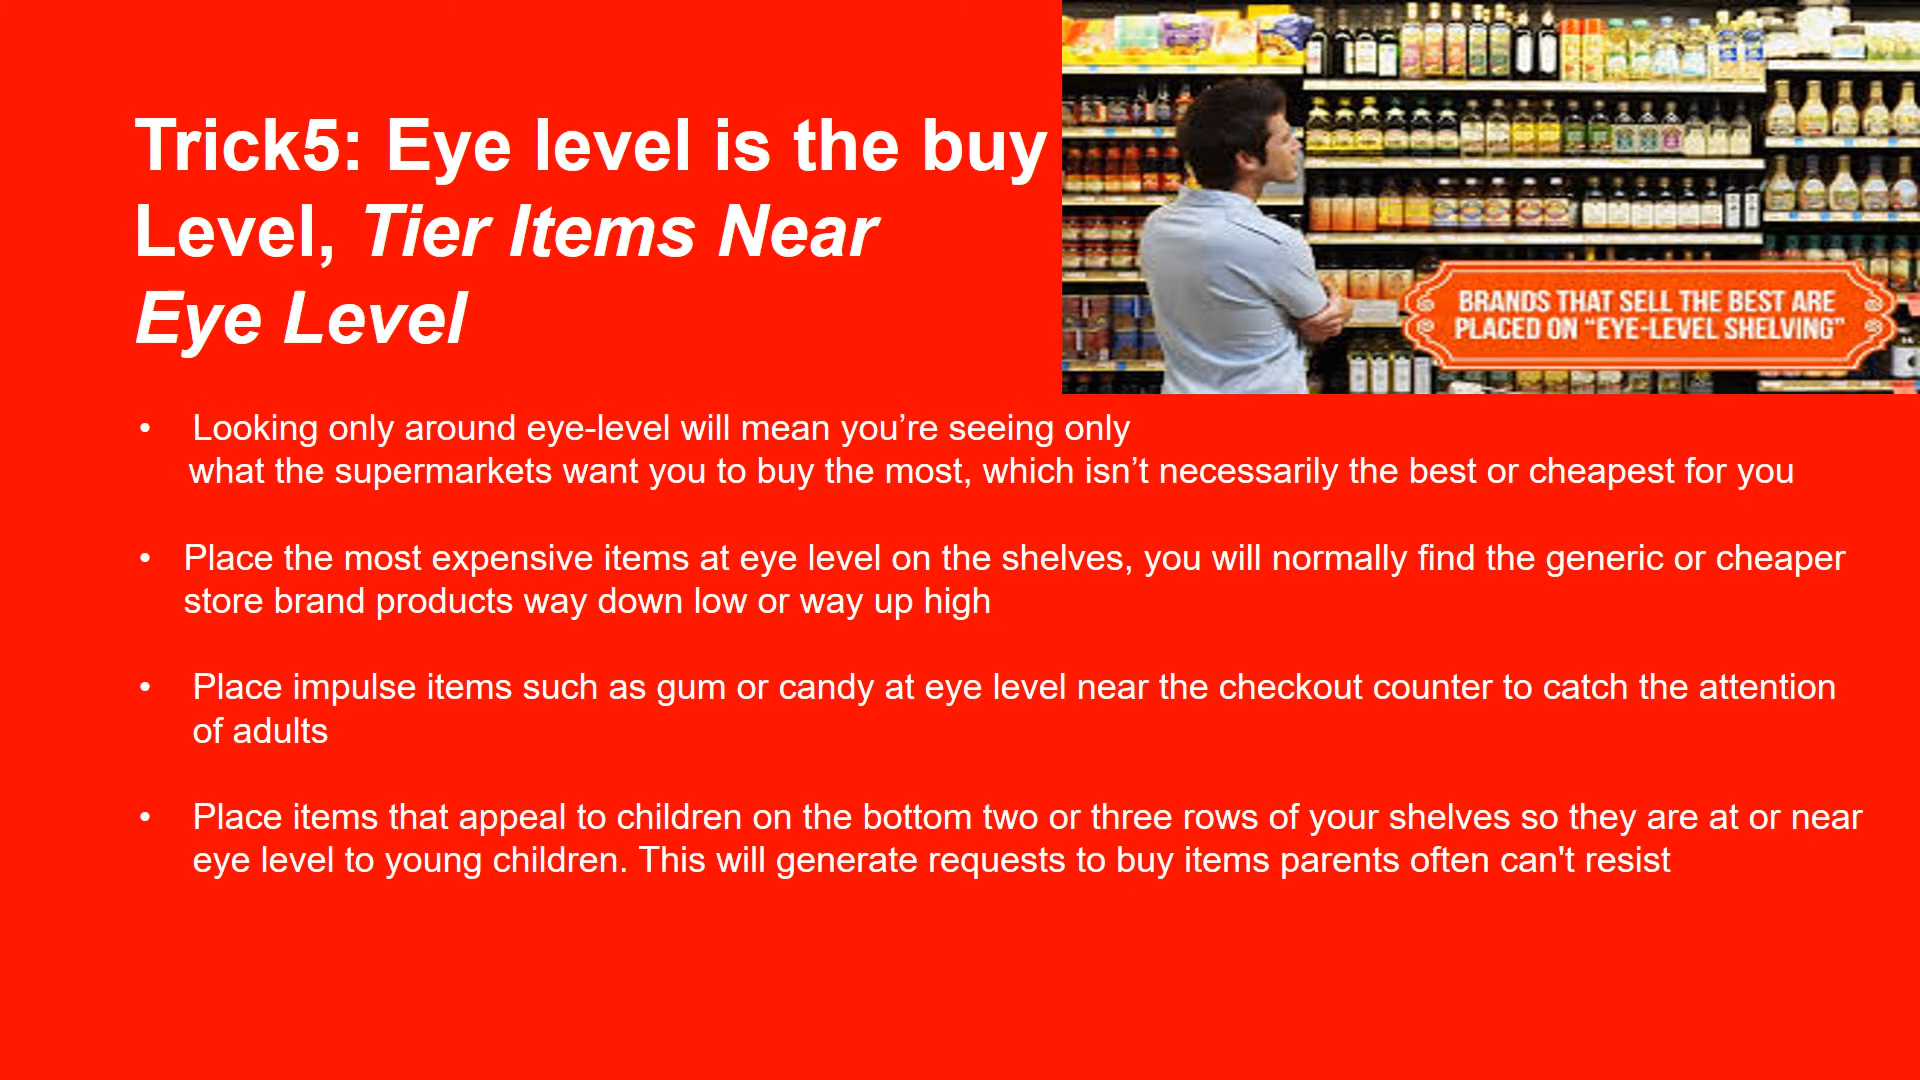 Trick5: Eye level is the buy
Level, Tier Items Near
Eye Level
BRANDS THAT SELL THE BEST ARE
PLACED ON "EYE-LEVEL SHELVING"
• Looking only around eye-level will mean you’re seeing only
what the supermarkets want you to buy the most, which isn’t necessarily the best or cheapest for you
• Place the most expensive items at eye level on the shelves, you will normally find the generic or cheaper
store brand products way down low or way up high
• Place impulse items such as gum or candy at eye level near the checkout counter to catch the attention
of adults
• Place items that appeal to children on the bottom two or three rows of your shelves so they are at or near
eye level to young children. This will generate requests to buy items parents often can't resist